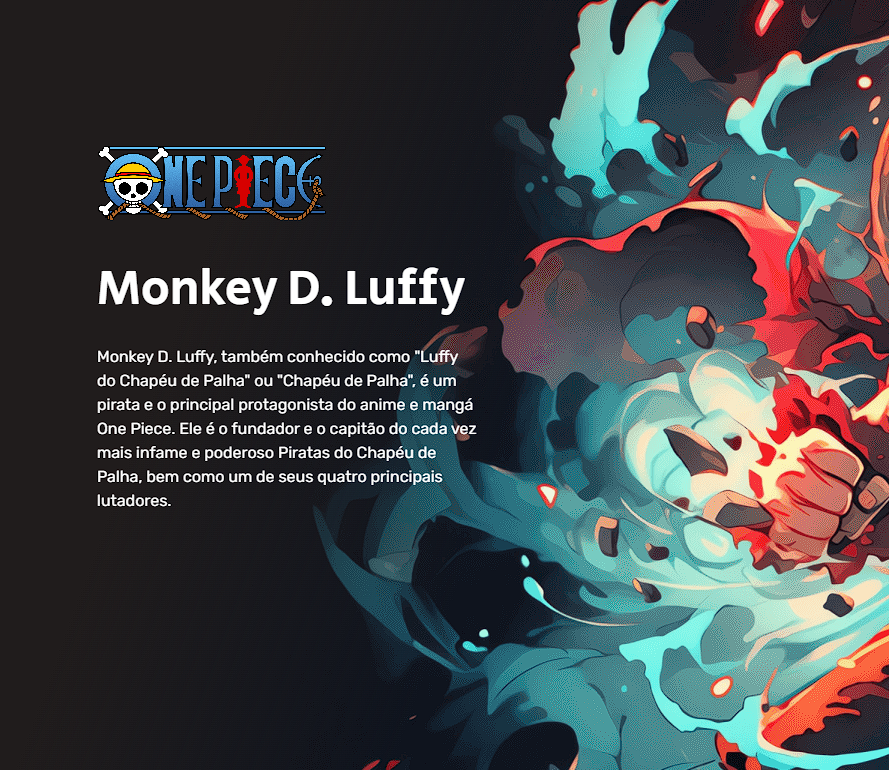 ONE PIECE
Monkey D. Luffy
Monkey D. Luffy, também conhecido como "Luffy
do Chapéu de Palha" ou "Chapéu de Palha", é um
pirata e o principal protagonista do anime e mangá
One Piece. Ele é o fundador e o capitão do cada vez
mais infame e poderoso Piratas do Chapéu de
Palha, bem como um de seus quatro principais
lutadores.